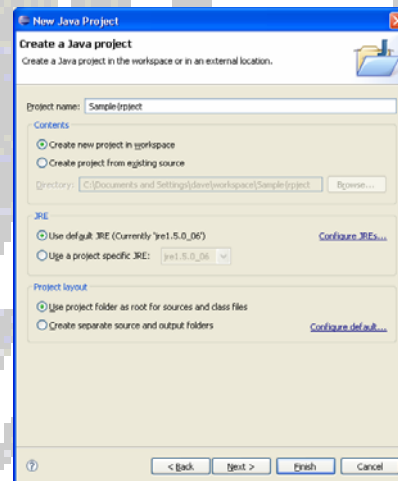 New Java Project
Create a Java project
Create a Java project in the workspace or in an external location.
Project name: Sample|rpject
Contents
Create new project in workspace
Create project from existing source
Directory: C:\Documents and Settings\dave\workspace\Sample|rpject Browse...
JRE
Use default JRE (Currently 'jre1.5.0_06') Configure JREs...
Use a project specific JRE: jre1.5.0_06
Project layout
Use project folder as root for sources and class files
Create separate source and output folders Configure default...
? < Back Next > Finish Cancel